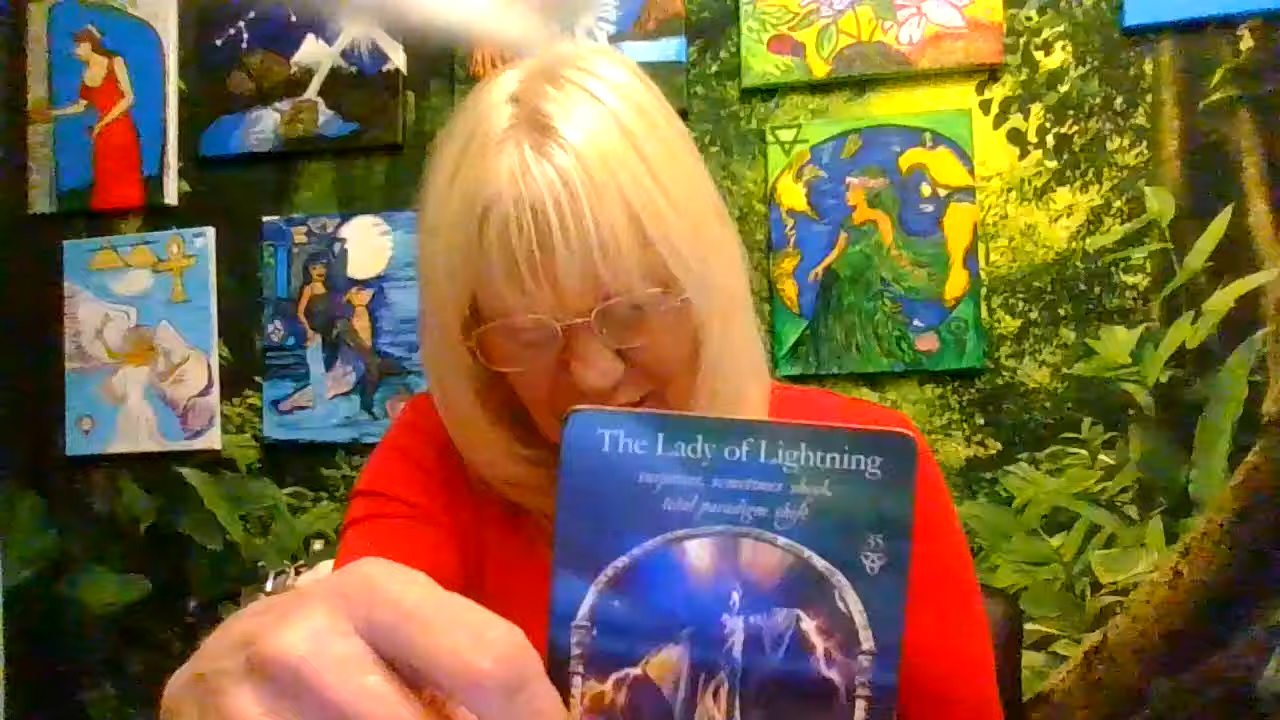 The Lady of Lightning
surprises, sometimes shock,
total paradigm shift
35